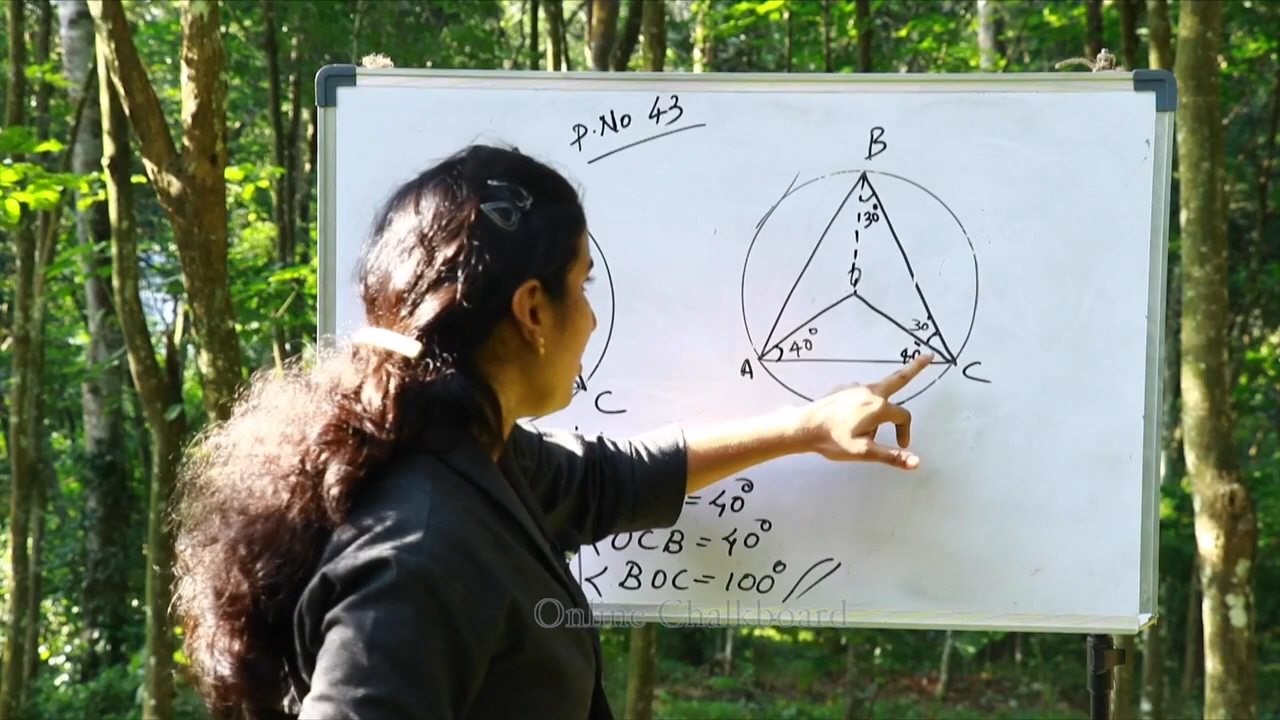 P.No 43
B
30°
O
30
40°
40
A
C
C
=40°
<OCB=40°
<BOC=100°
Online Chalkboard